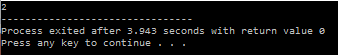 2
--------------------------------
Process exited after 3.943 seconds with return value 0
Press any key to continue . . .